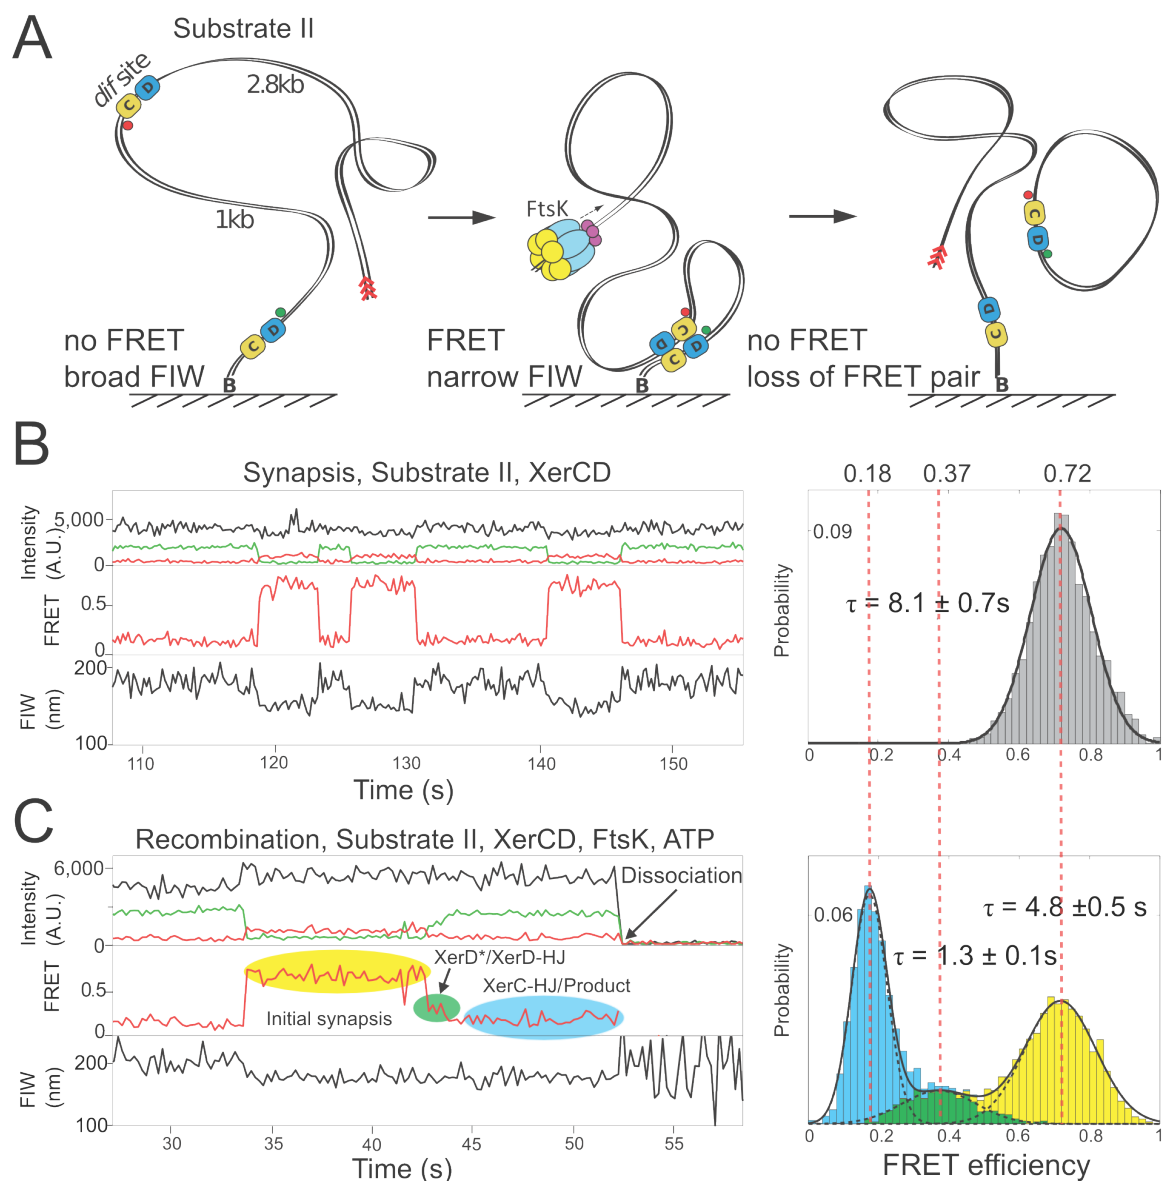 A
Substrate II
dif site
C
D
2.8kb
1kb
D
C
B
no FRET
broad FIW
FtsK
C
D
D
C
B
FRET
narrow FIW
C
D
D
C
B
no FRET
loss of FRET pair
B
Synapsis, Substrate II, XerCD
Intensity
(A.U.)
5,000
0
FRET
0.5
0
FIW
(nm)
200
100
110
120
130
140
150
Time (s)
0.18
0.37
0.72
Probability
0.09
τ = 8.1 ± 0.7s
0
0.2
0.4
0.6
0.8
1
C
Recombination, Substrate II, XerCD, FtsK, ATP
Intensity
(A.U.)
6,000
0
Dissociation
FRET
0.5
0
XerD*/XerD-HJ
XerC-HJ/Product
Initial synapsis
FIW
(nm)
200
100
30
35
40
45
50
55
Time (s)
Probability
0.06
τ = 4.8 ±0.5 s
τ = 1.3 ± 0.1s
0
0.2
0.4
0.6
0.8
1
FRET efficiency